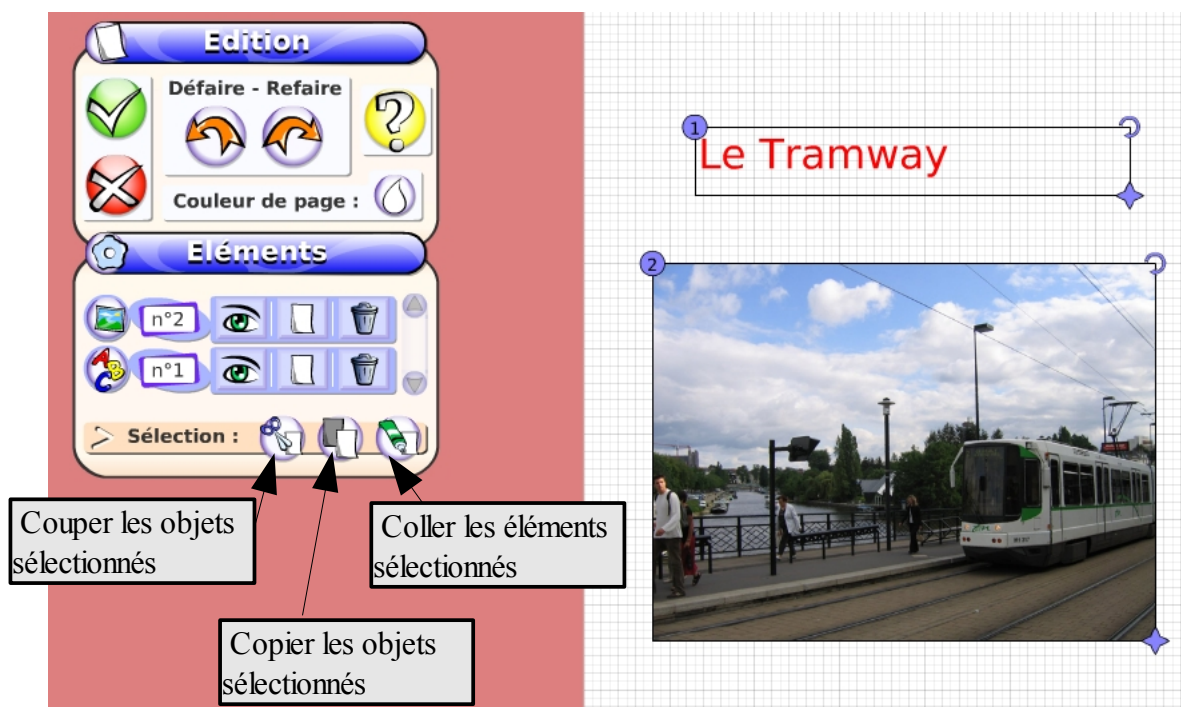 Edition
Défaire - Refaire
Couleur de page :
Eléments
n°2
n°1
Sélection :
Couper les objets
sélectionnés
Copier les objets
sélectionnés
Coller les éléments
sélectionnés
1
Le Tramway
2